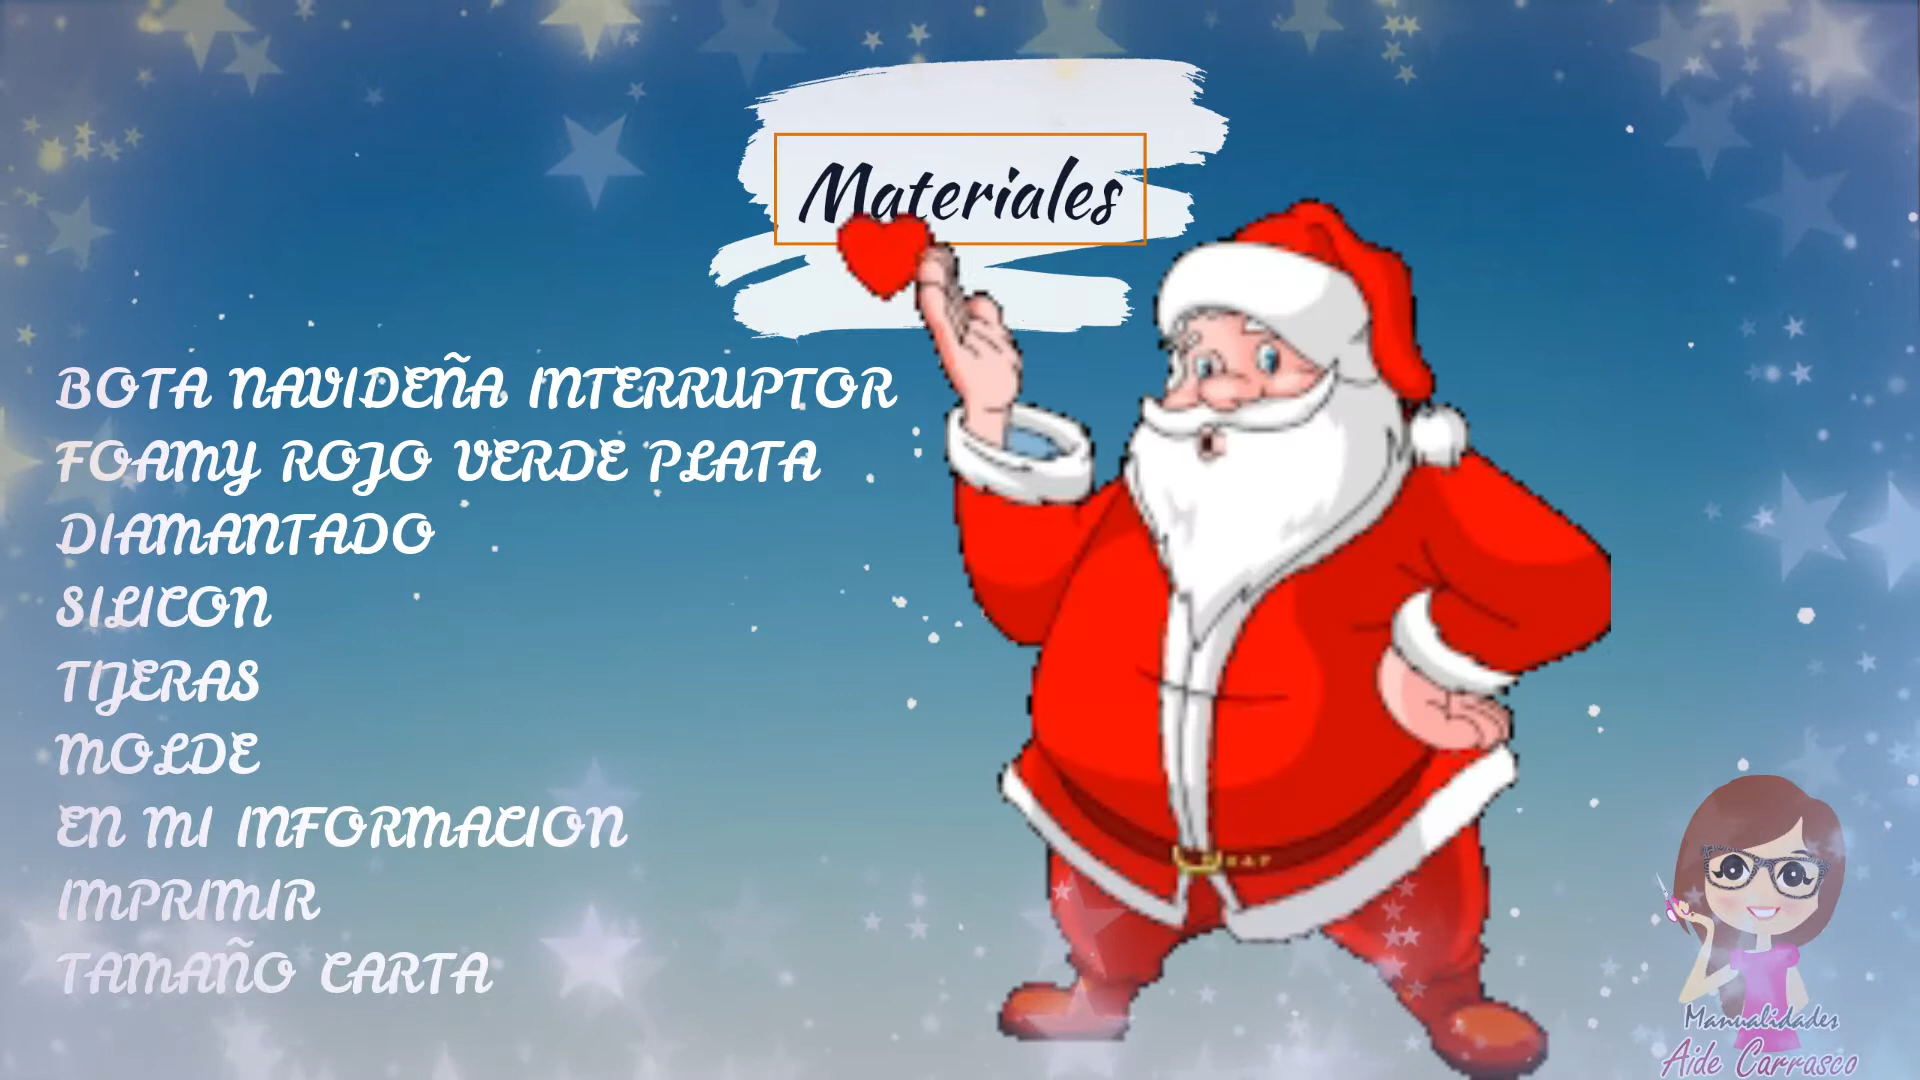 Materiales
BOTA NAVIDEÑA INTERRUPTOR
FOAMY ROJO VERDE PLATA
DIAMANTADO
SILICON
TIJERAS
MOLDE
EN MI INFORMACION
IMPRIMIR
TAMAÑO CARTA
Manualidades
Aide Carrasco